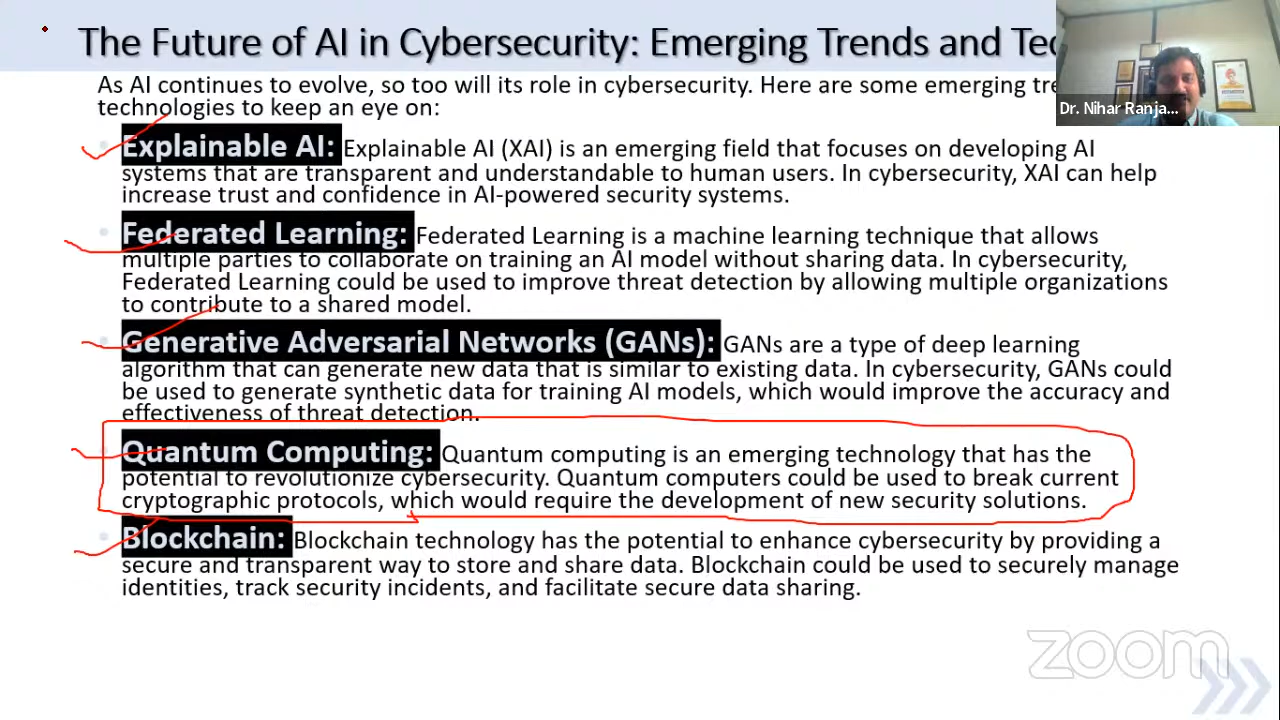 The Future of AI in Cybersecurity: Emerging Trends and Tec
As AI continues to evolve, so too will its role in cybersecurity. Here are some emerging tre
technologies to keep an eye on:
Explainable AI: Explainable AI (XAI) is an emerging field that focuses on developing AI
systems that are transparent and understandable to human users. In cybersecurity, XAI can help
increase trust and confidence in AI-powered security systems.
Federated Learning: Federated Learning is a machine learning technique that allows
multiple parties to collaborate on training an AI model without sharing data. In cybersecurity,
Federated Learning could be used to improve threat detection by allowing multiple organizations
to contribute to a shared model.
Generative Adversarial Networks (GANs): GANs are a type of deep learning
algorithm that can generate new data that is similar to existing data. In cybersecurity, GANs could
be used to generate synthetic data for training AI models, which would improve the accuracy and
effectiveness of threat detection.
Quantum Computing: Quantum computing is an emerging technology that has the
potential to revolutionize cybersecurity. Quantum computers could be used to break current
cryptographic protocols, which would require the development of new security solutions.
Blockchain: Blockchain technology has the potential to enhance cybersecurity by providing a
secure and transparent way to store and share data. Blockchain could be used to securely manage
identities, track security incidents, and facilitate secure data sharing.
Dr. Nihar Ranja...
zoom